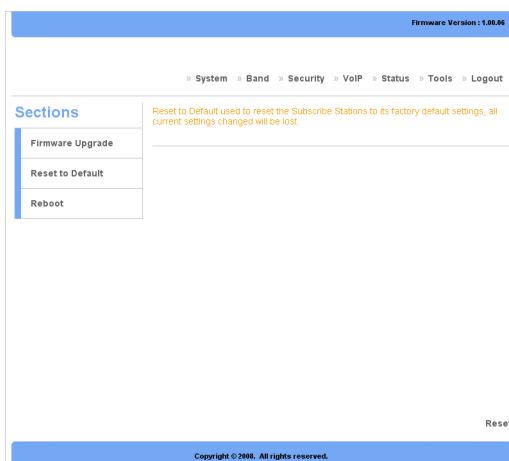 Firmware Version : 1.00.06
» System » Band » Security » VoIP » Status » Tools » Logout
Sections
Firmware Upgrade
Reset to Default
Reboot
Reset to Default used to reset the Subscribe Stations to its factory default settings, all
current settings changed will be lost.
Reset
Copyright © 2008. All rights reserved.